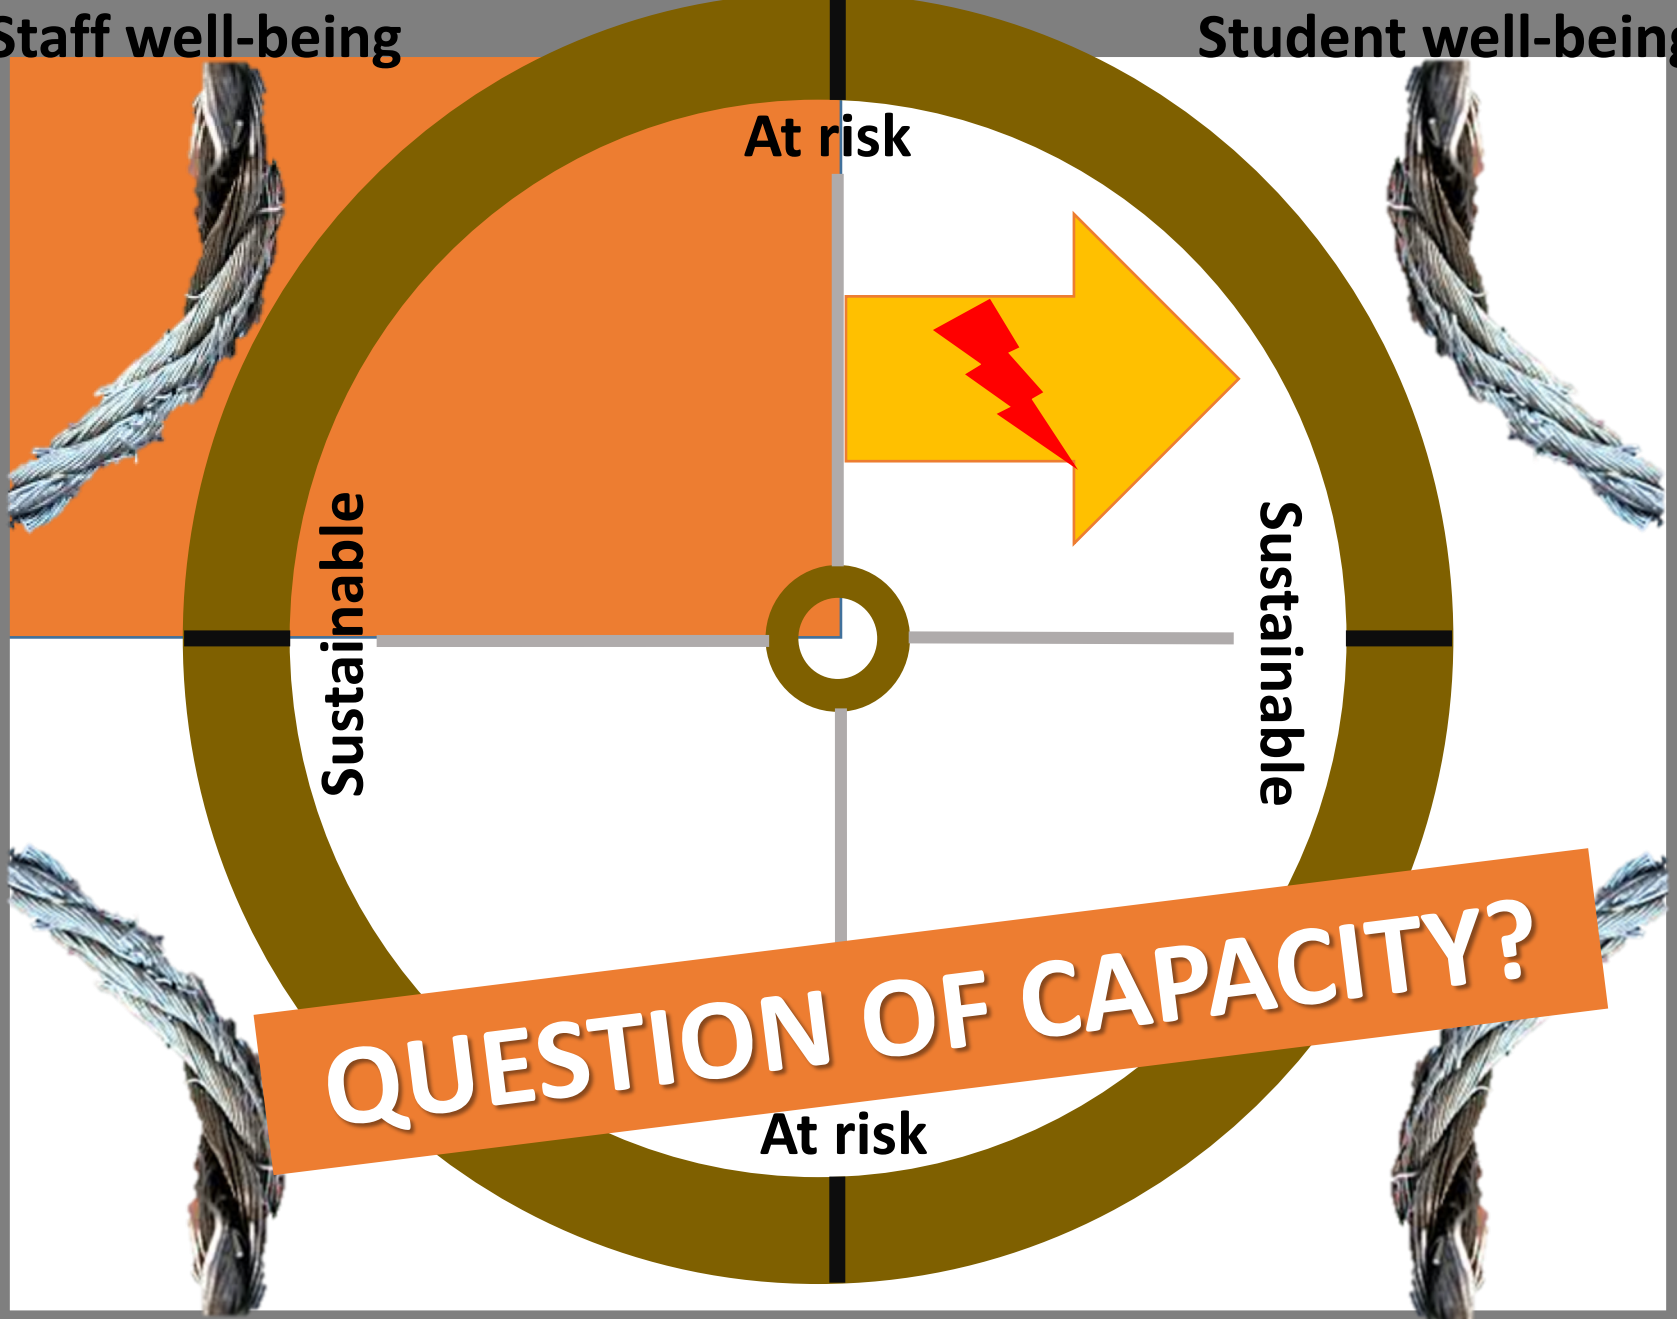 Staff well-being
Student well-being
At risk
Sustainable
Sustainable
QUESTION OF CAPACITY?
At risk